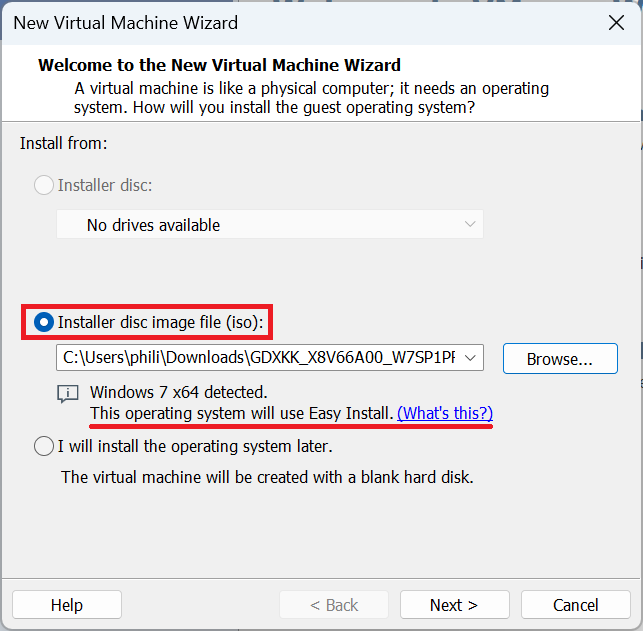 New Virtual Machine Wizard
Welcome to the New Virtual Machine Wizard
A virtual machine is like a physical computer; it needs an operating
system. How will you install the guest operating system?
Install from:
Installer disc:
No drives available
Installer disc image file (iso):
C:\Users\phili\Downloads\GDXKK_X8V66A00_W7SP1PF
Browse...
Windows 7 x64 detected.
This operating system will use Easy Install. (What's this?)
I will install the operating system later.
The virtual machine will be created with a blank hard disk.
Help
< Back
Next >
Cancel